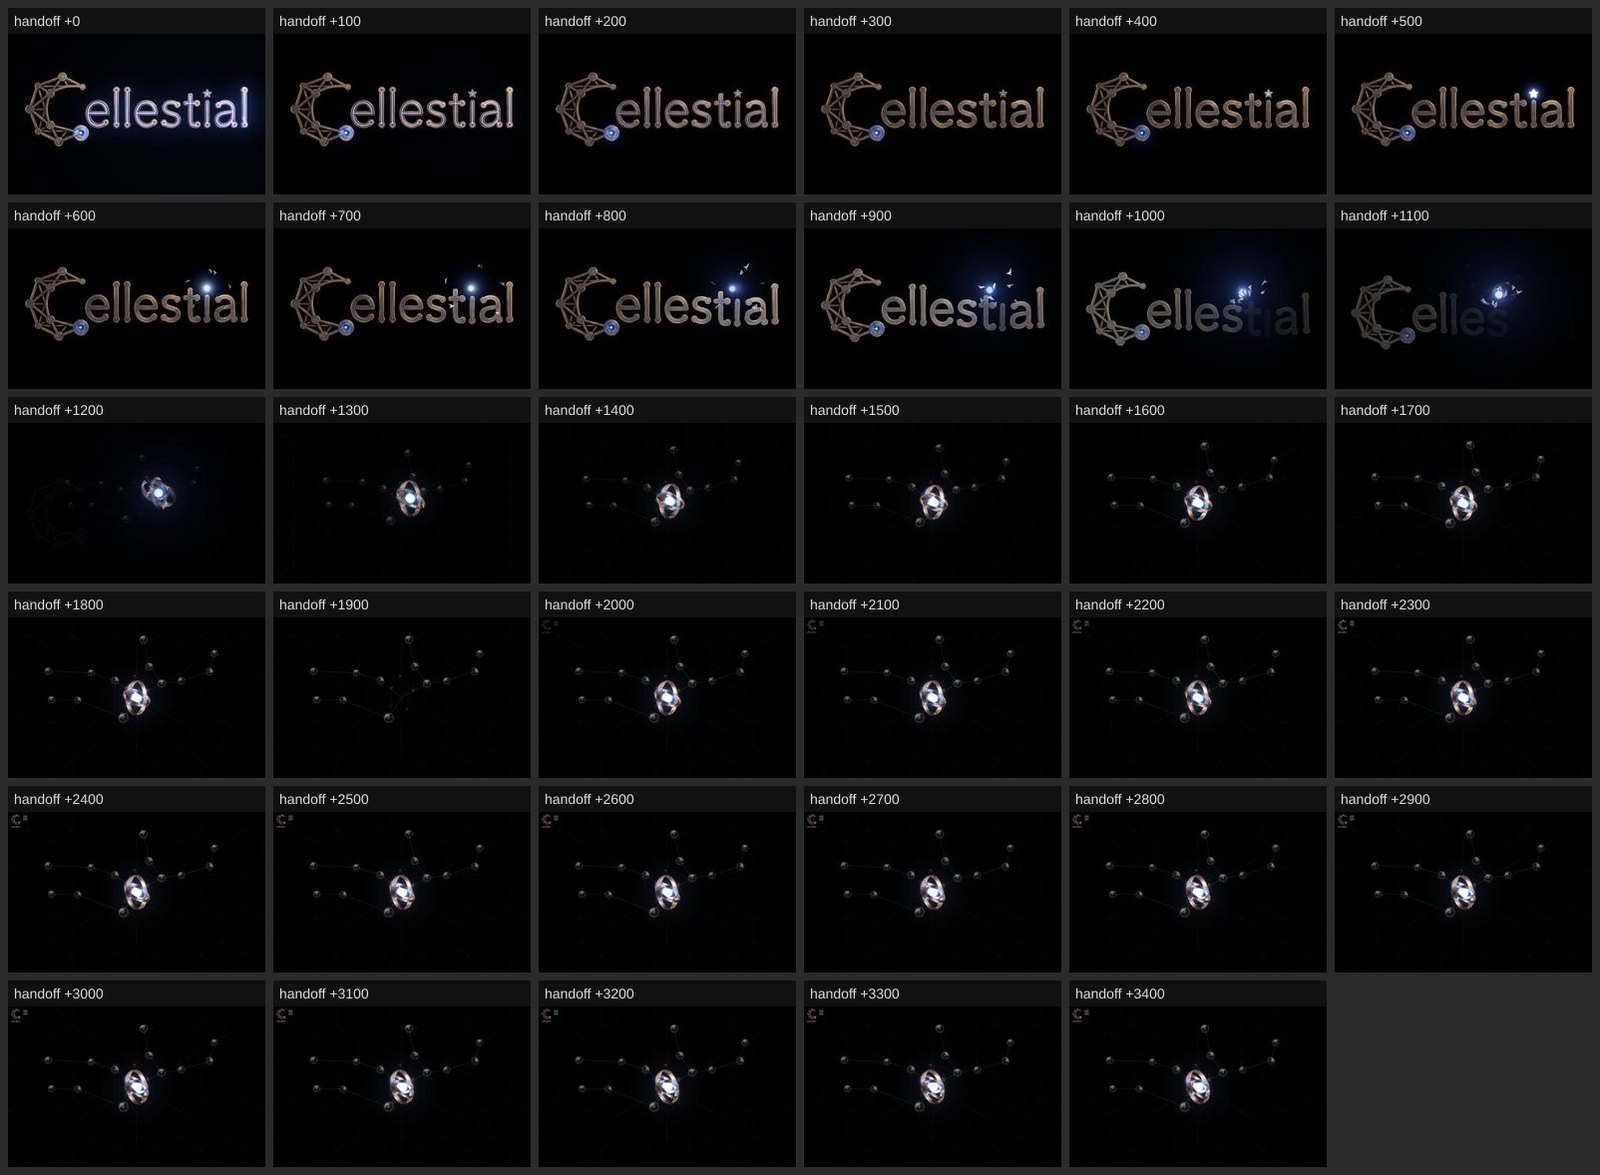 handoff +0
Cellestial
handoff +100
Cellestial
handoff +200
Cellestial
handoff +300
Cellestial
handoff +400
Cellestial
handoff +500
Cellestial
handoff +600
Cellestial
handoff +700
Cellestial
handoff +800
Cellestial
handoff +900
Cellestial
handoff +1000
Cellestial
handoff +1100
Celles
handoff +1200
handoff +1300
handoff +1400
handoff +1500
handoff +1600
handoff +1700
handoff +1800
handoff +1900
handoff +2000
handoff +2100
handoff +2200
handoff +2300
handoff +2400
handoff +2500
handoff +2600
handoff +2700
handoff +2800
handoff +2900
handoff +3000
handoff +3100
handoff +3200
handoff +3300
handoff +3400